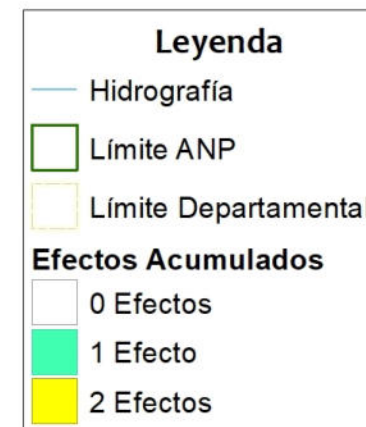 Leyenda
Hidrografía
Límite ANP
Límite Departamental
Efectos Acumulados
0 Efectos
1 Efecto
2 Efectos